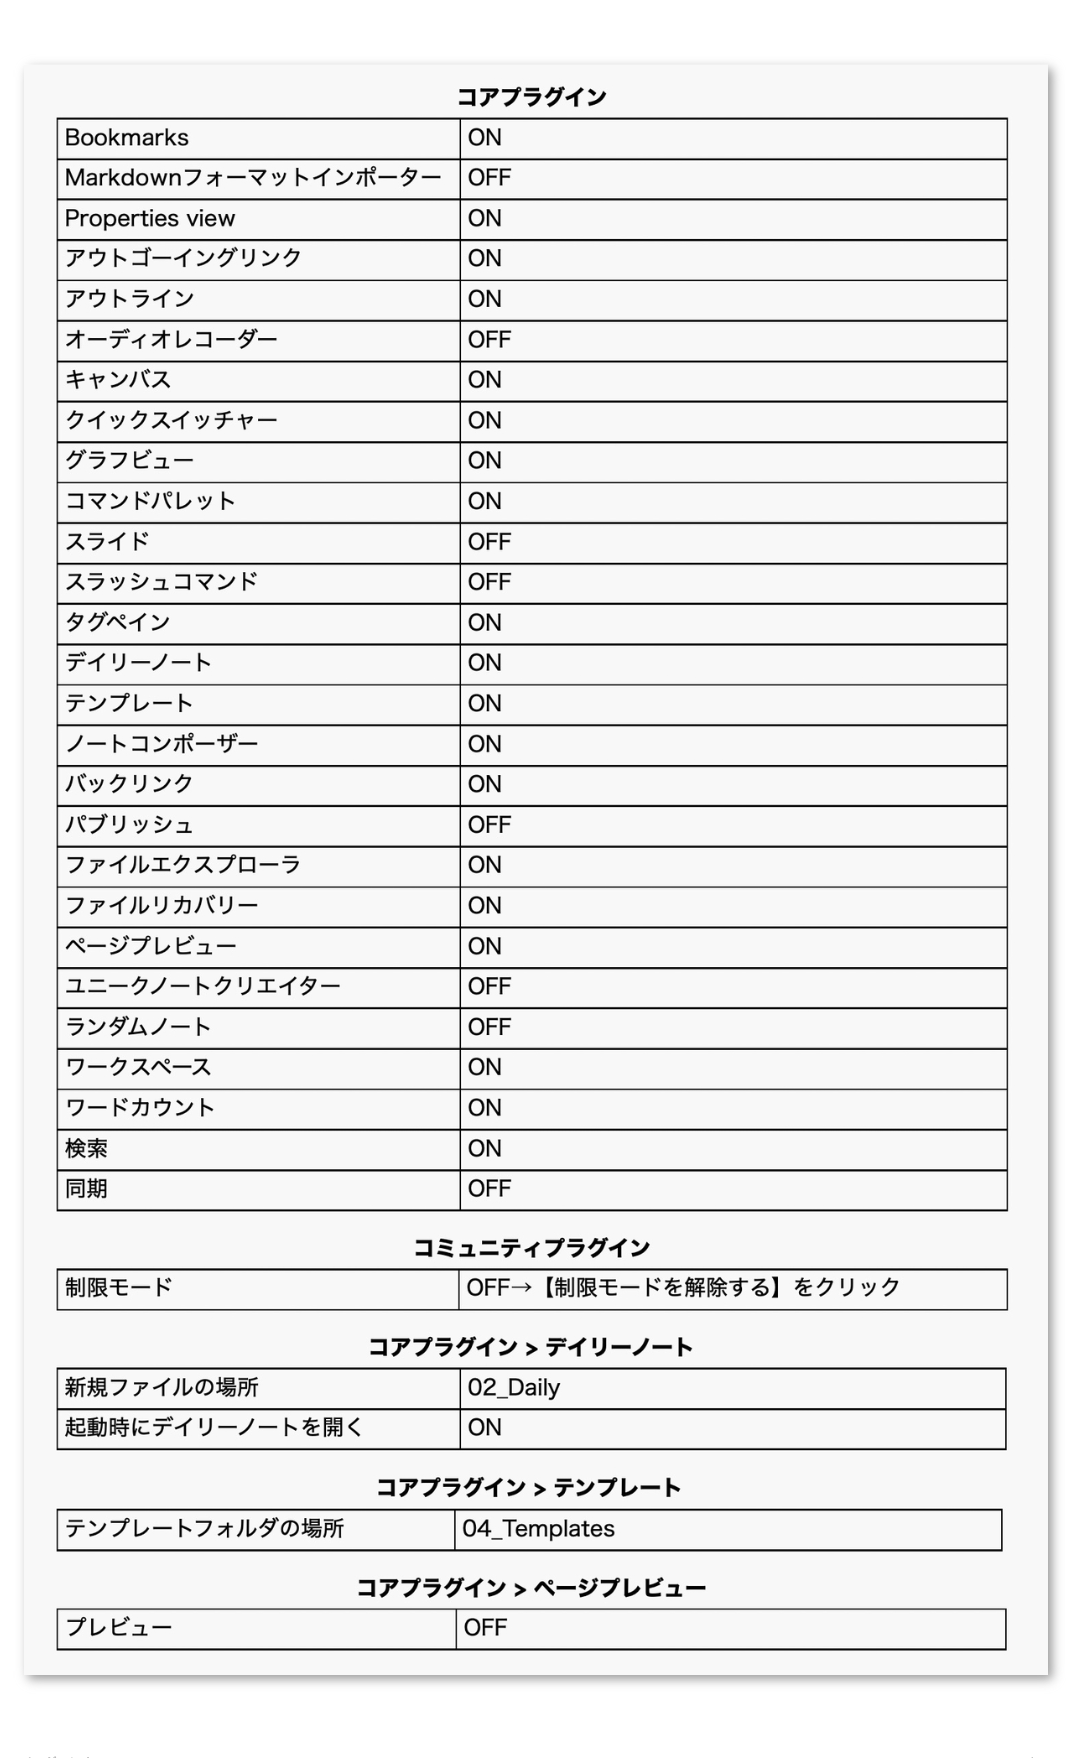 コアプラグイン
Bookmarks ON
Markdownフォーマットインポーター OFF
Properties view ON
アウトゴーイングリンク ON
アウトライン ON
オーディオレコーダー OFF
キャンバス ON
クイックスイッチャー ON
グラフビュー ON
コマンドパレット ON
スライド OFF
スラッシュコマンド OFF
タグペイン ON
デイリーノート ON
テンプレート ON
ノートコンポーザー ON
バックリンク ON
パブリッシュ OFF
ファイルエクスプローラ ON
ファイルリカバリー ON
ページプレビュー ON
ユニークノートクリエイター OFF
ランダムノート OFF
ワークスペース ON
ワードカウント ON
検索 ON
同期 OFF
コミュニティプラグイン
制限モード OFF→【制限モードを解除する】をクリック
コアプラグイン > デイリーノート
新規ファイルの場所 02_Daily
起動時にデイリーノートを開く ON
コアプラグイン > テンプレート
テンプレートフォルダの場所 04_Templates
コアプラグイン > ページプレビュー
プレビュー OFF